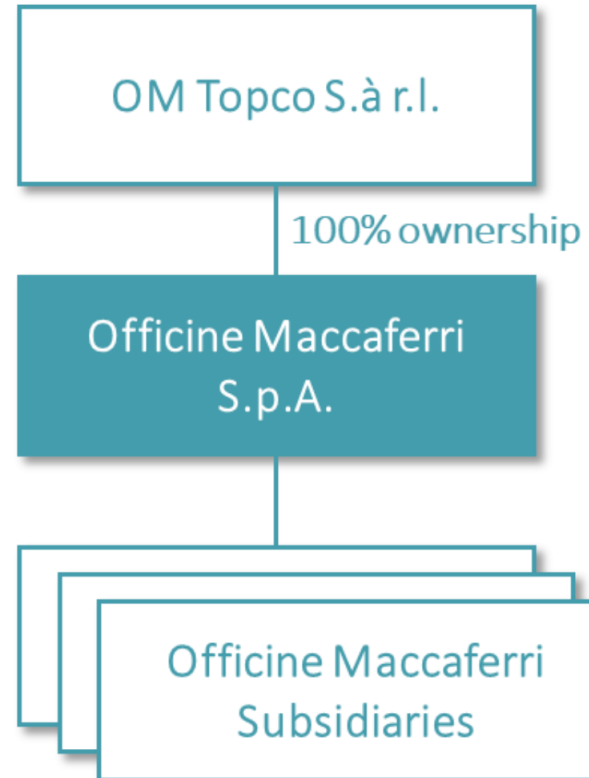 OM Topco S.à r.l.
100% ownership
Officine Maccaferri
S.p.A.
Officine Maccaferri
Subsidiaries